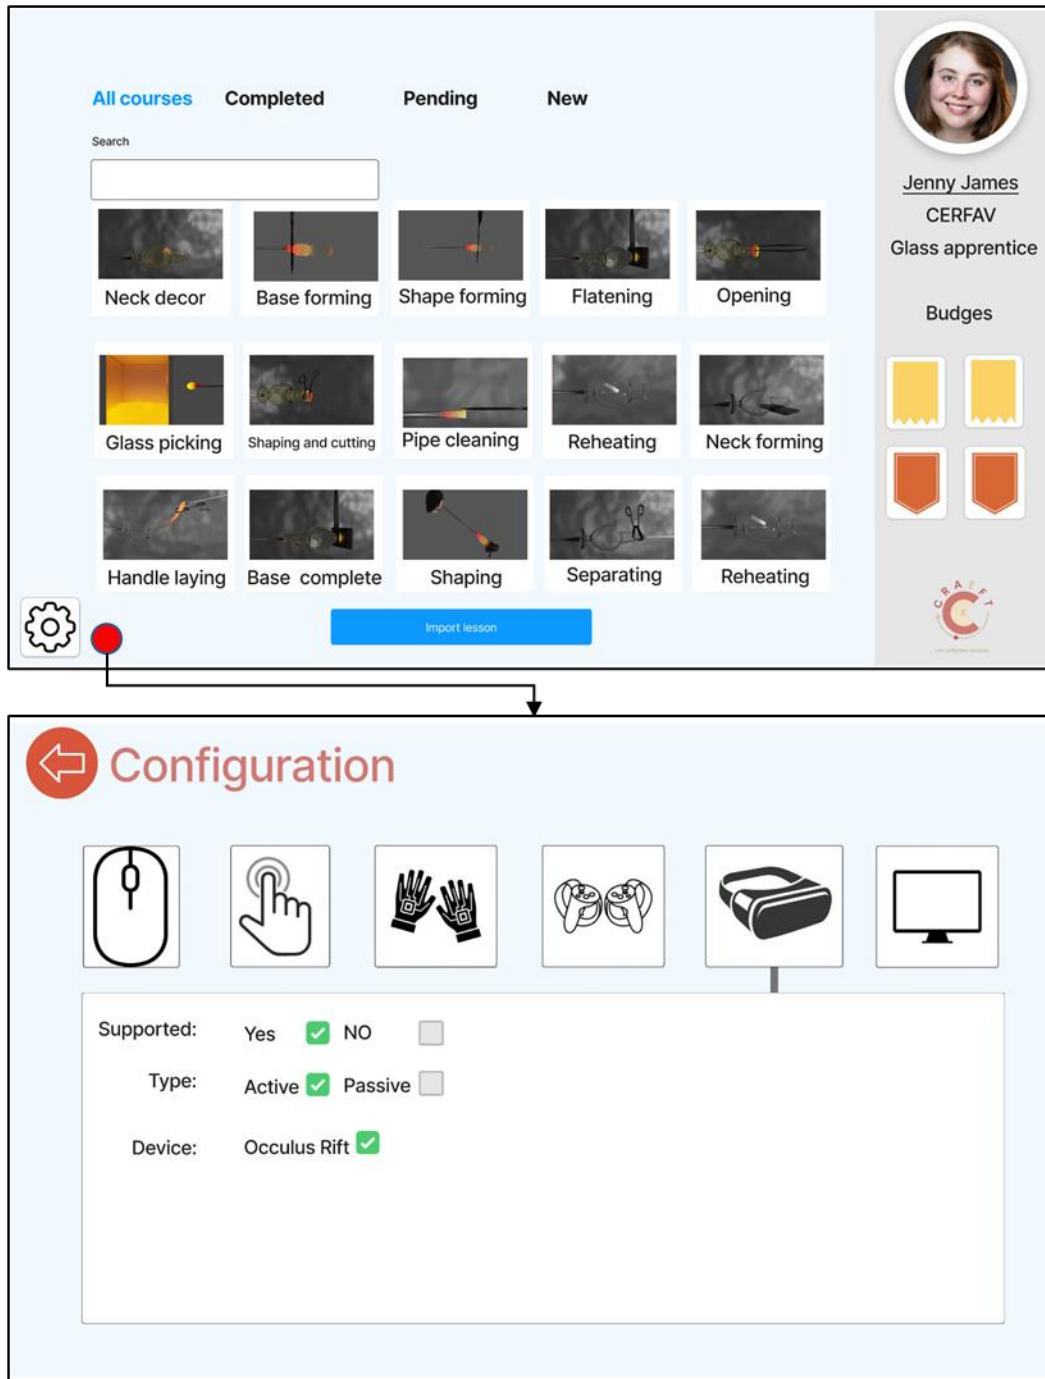 All courses Completed Pending New
Search
Jenny James
CERFAV
Glass apprentice
Neck decor Base forming Shape forming Flatening Opening
Budges
Glass picking Shaping and cutting Pipe cleaning Reheating Neck forming
Handle laying Base complete Shaping Separating Reheating
Import lesson
CRAEFT
Configuration
Supported: Yes NO
Type: Active Passive
Device: Occulus Rift